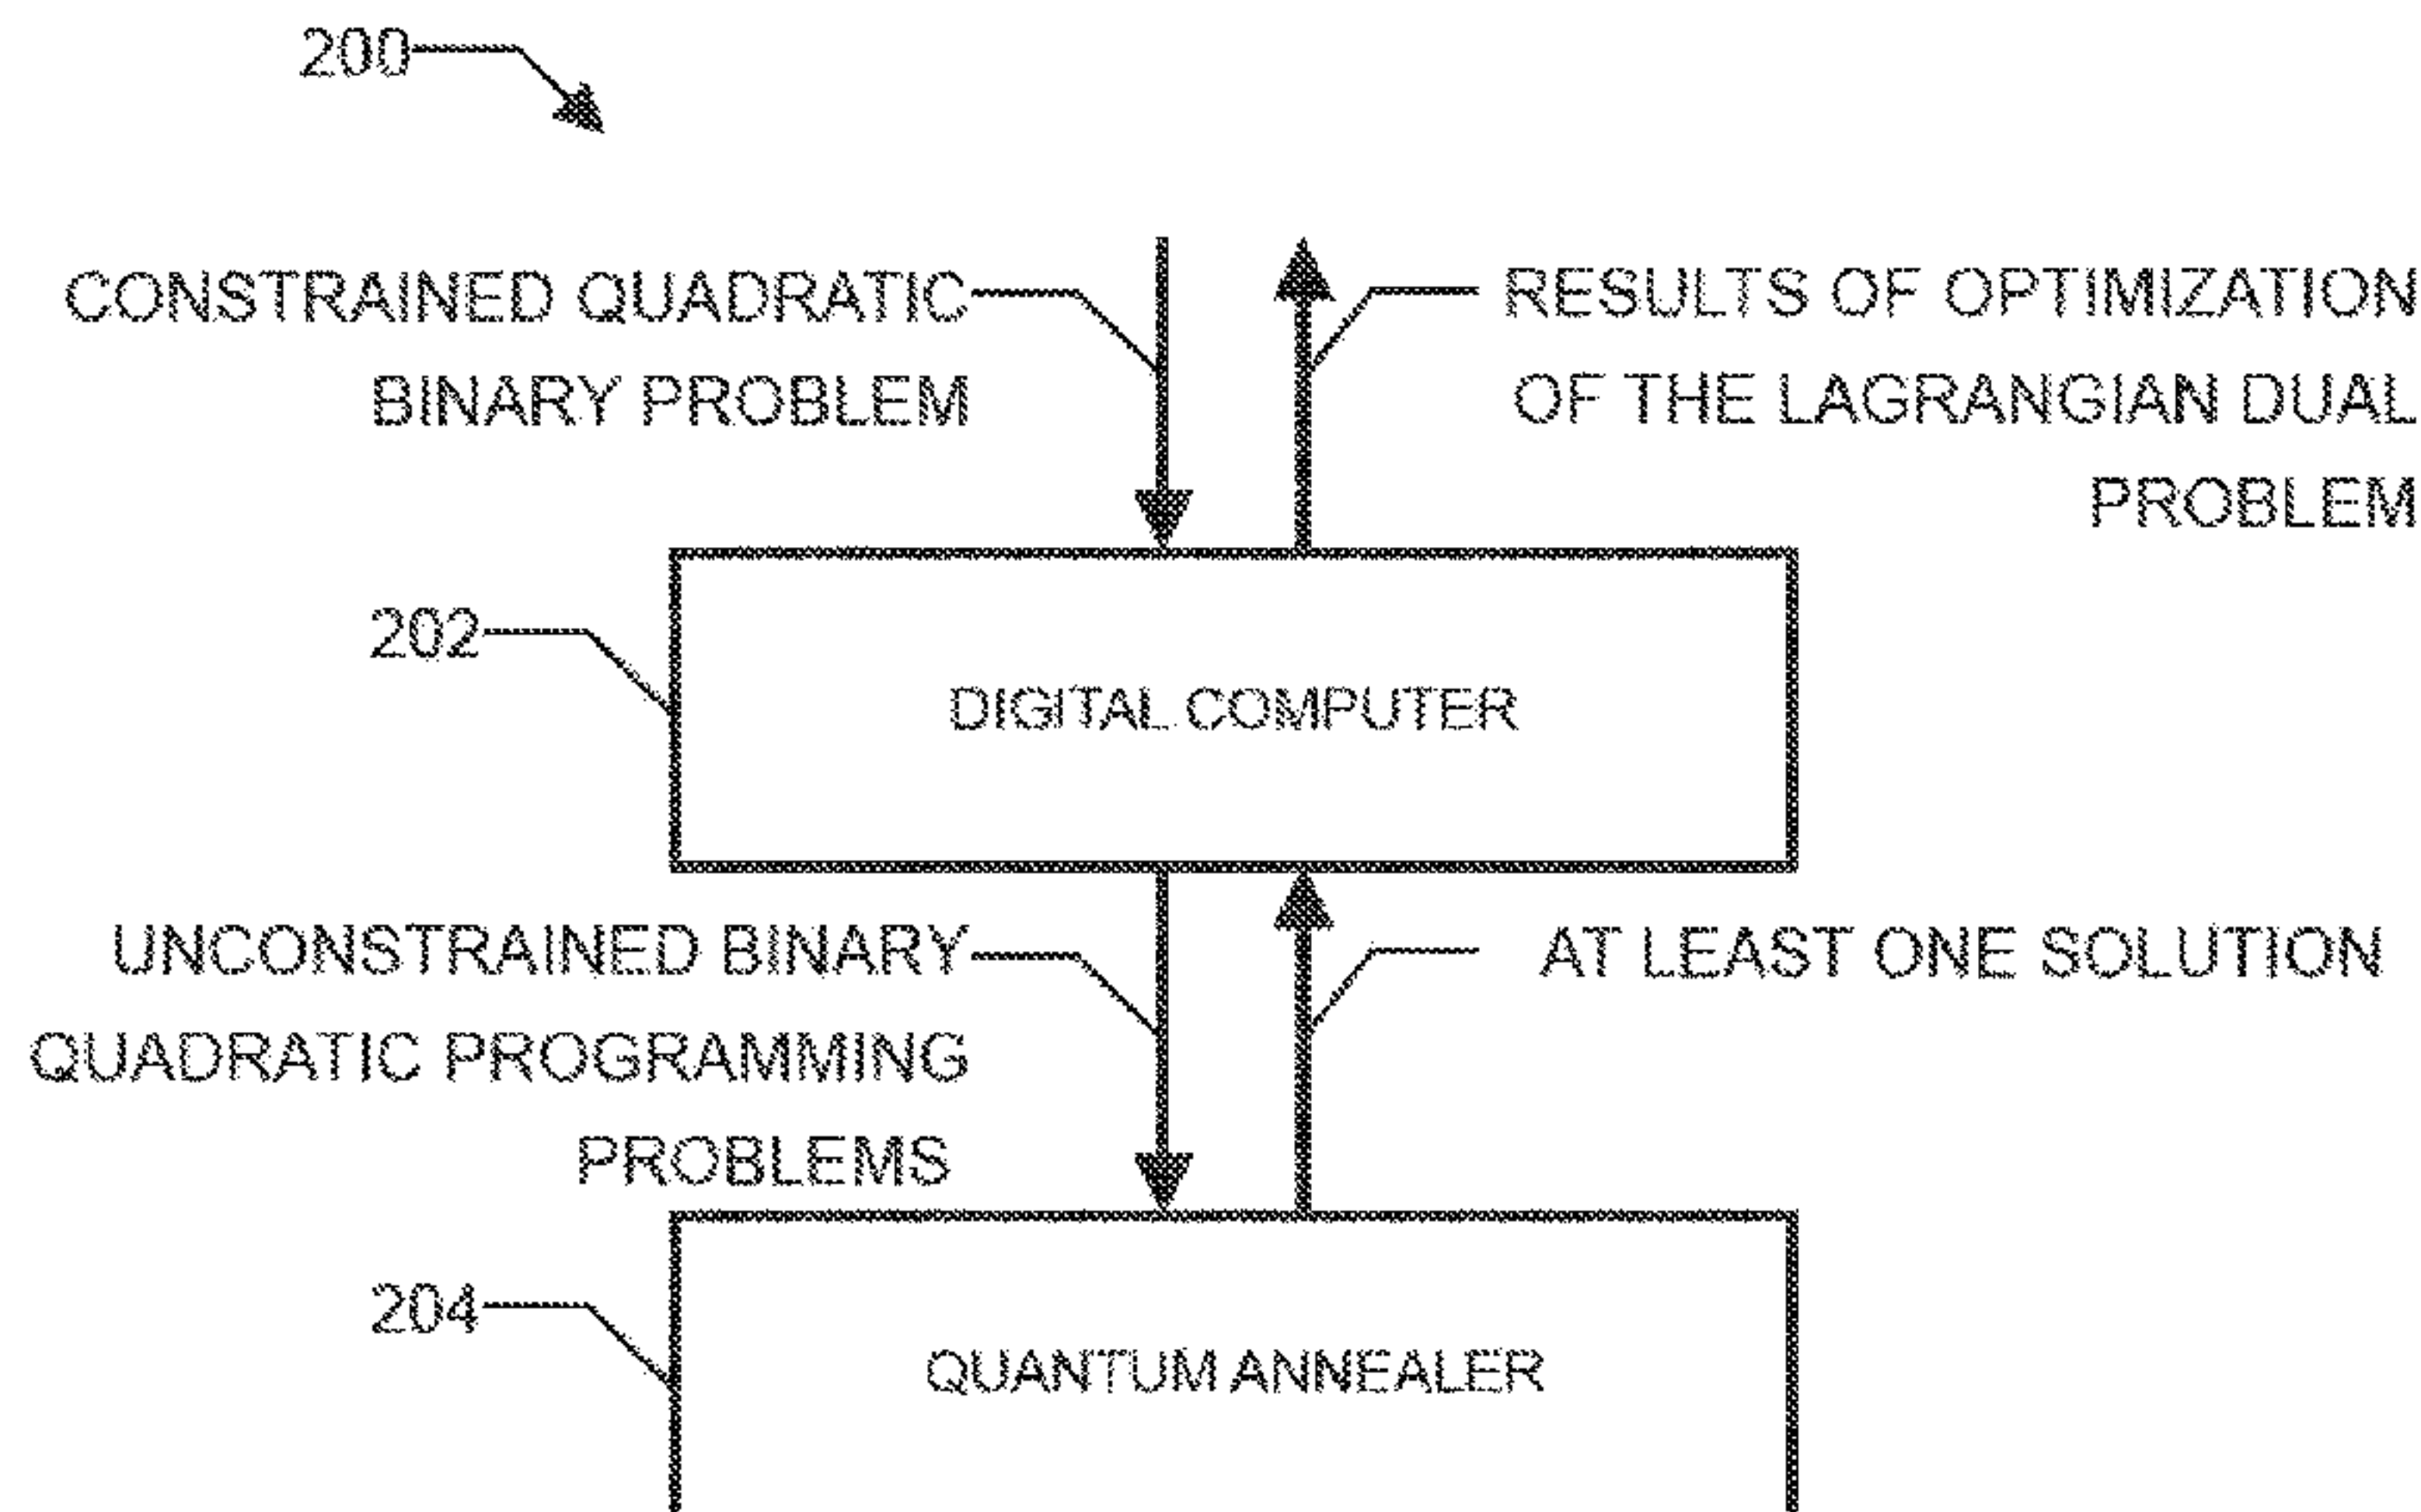 200
CONSTRAINED QUADRATIC
BINARY PROBLEM
RESULTS OF OPTIMIZATION
OF THE LAGRANGIAN DUAL
PROBLEM
202
DIGITAL COMPUTER
UNCONSTRAINED BINARY
QUADRATIC PROGRAMMING
PROBLEMS
AT LEAST ONE SOLUTION
204
QUANTUM ANNEALER